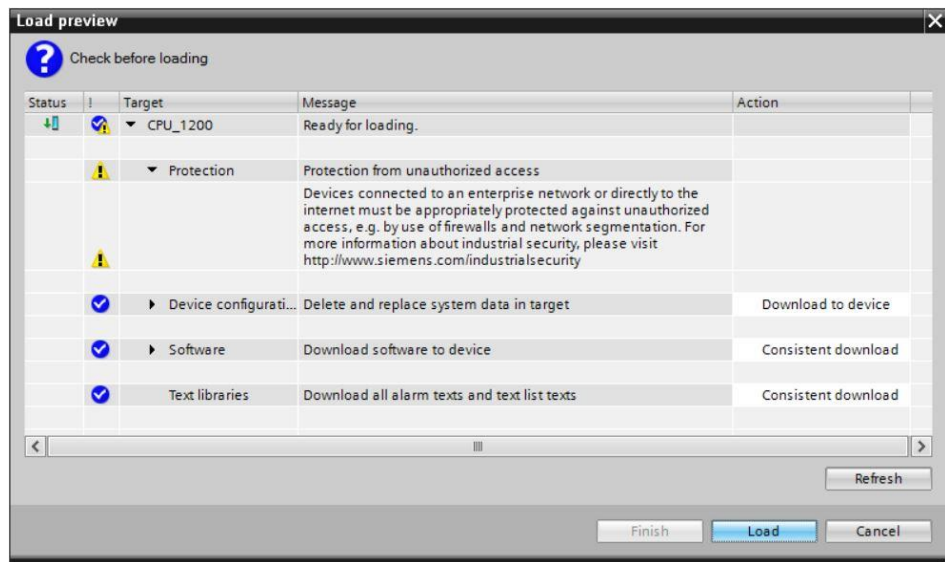 Load preview
Check before loading
Status ! Target Message Action
CPU_1200 Ready for loading.
Protection Protection from unauthorized access
Devices connected to an enterprise network or directly to the
internet must be appropriately protected against unauthorized
access, e.g. by use of firewalls and network segmentation. For
more information about industrial security, please visit
http://www.siemens.com/industrialsecurity
Device configurati... Delete and replace system data in target Download to device
Software Download software to device Consistent download
Text libraries Download all alarm texts and text list texts Consistent download
Refresh
Finish Load Cancel